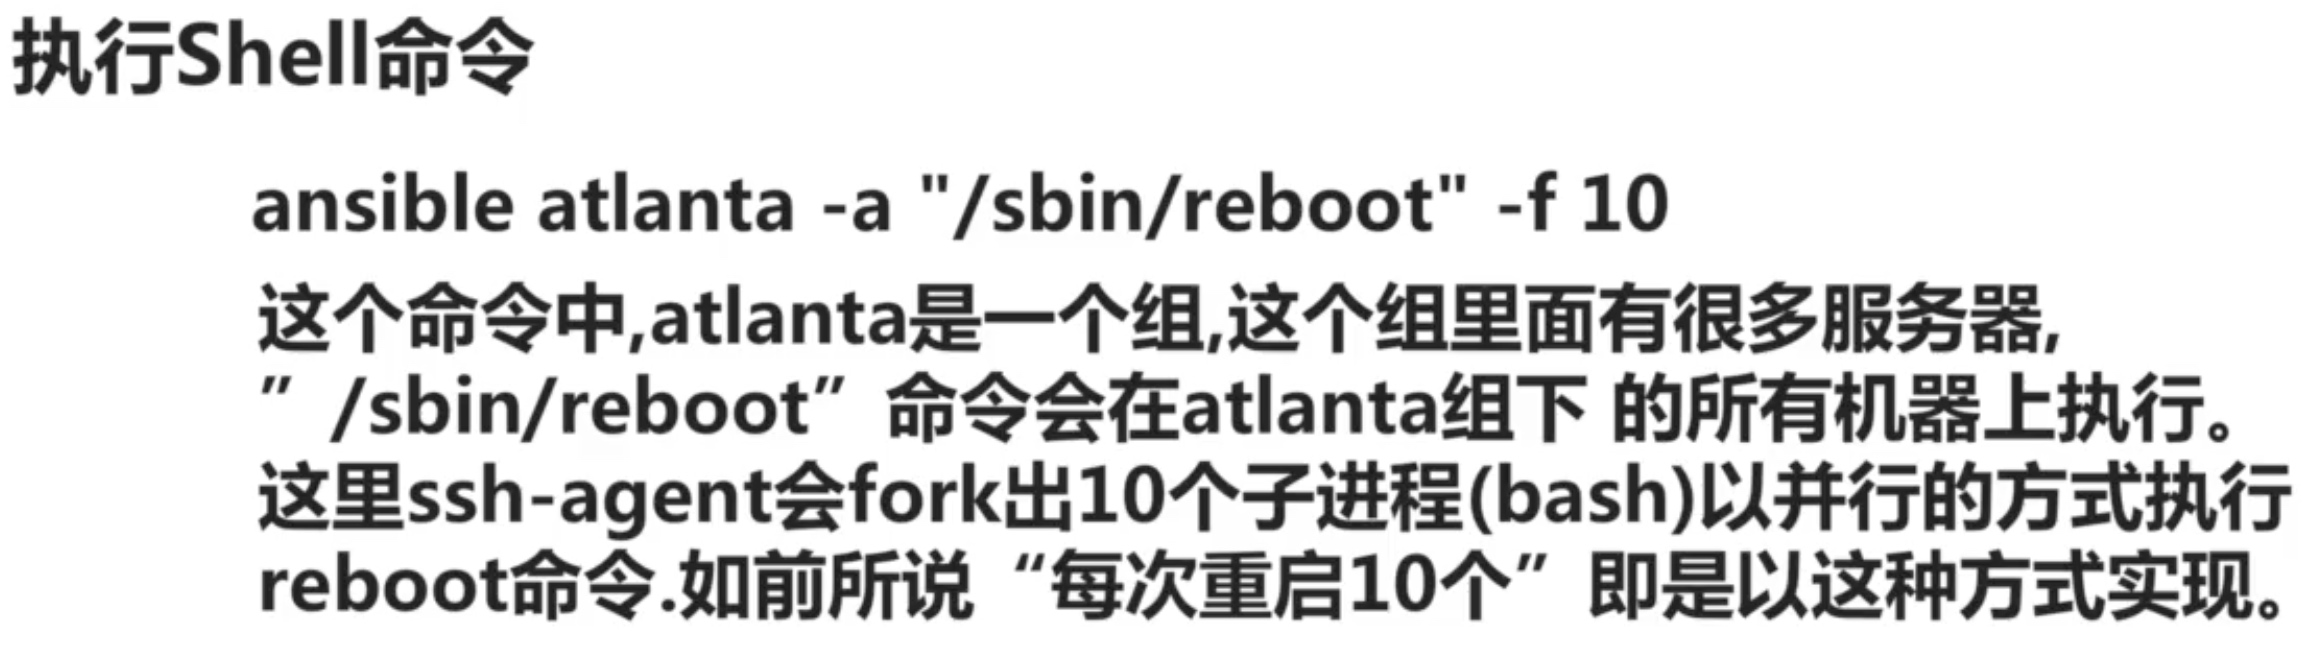 执行Shell命令
ansible atlanta -a "/sbin/reboot" -f 10
这个命令中,atlanta是一个组,这个组里面有很多服务器,
”/sbin/reboot”命令会在atlanta组下 的所有机器上执行。
这里ssh-agent会fork出10个子进程(bash)以并行的方式执行
reboot命令.如前所说“每次重启10个”即是以这种方式实现。